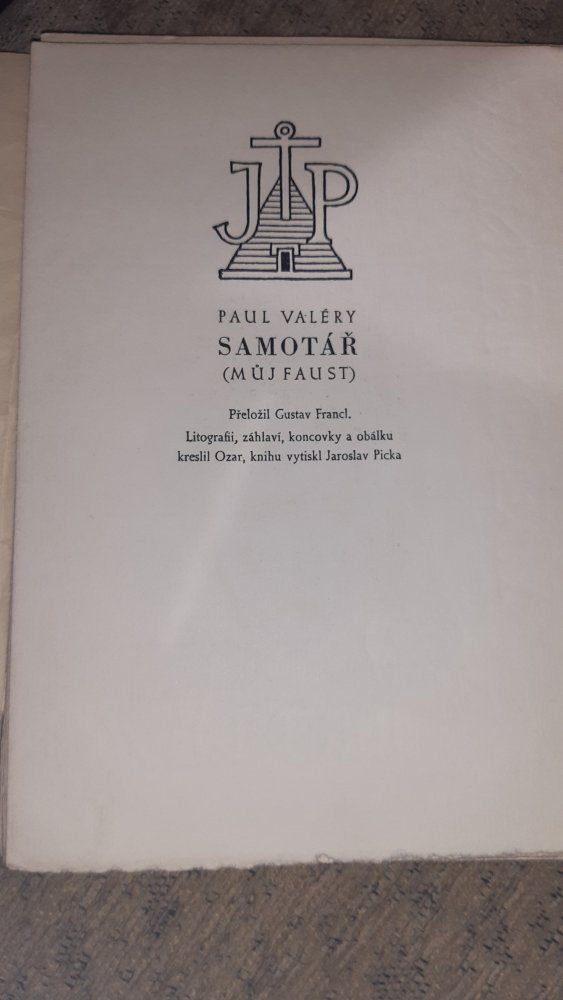 JP
PAUL VALÉRY
SAMOTÁŘ
(MŮJ FAUST)
Přeložil Gustav Francl.
Litografii, záhlaví, koncovky a obálku
kreslil Ozar, knihu vytiskl Jaroslav Picka